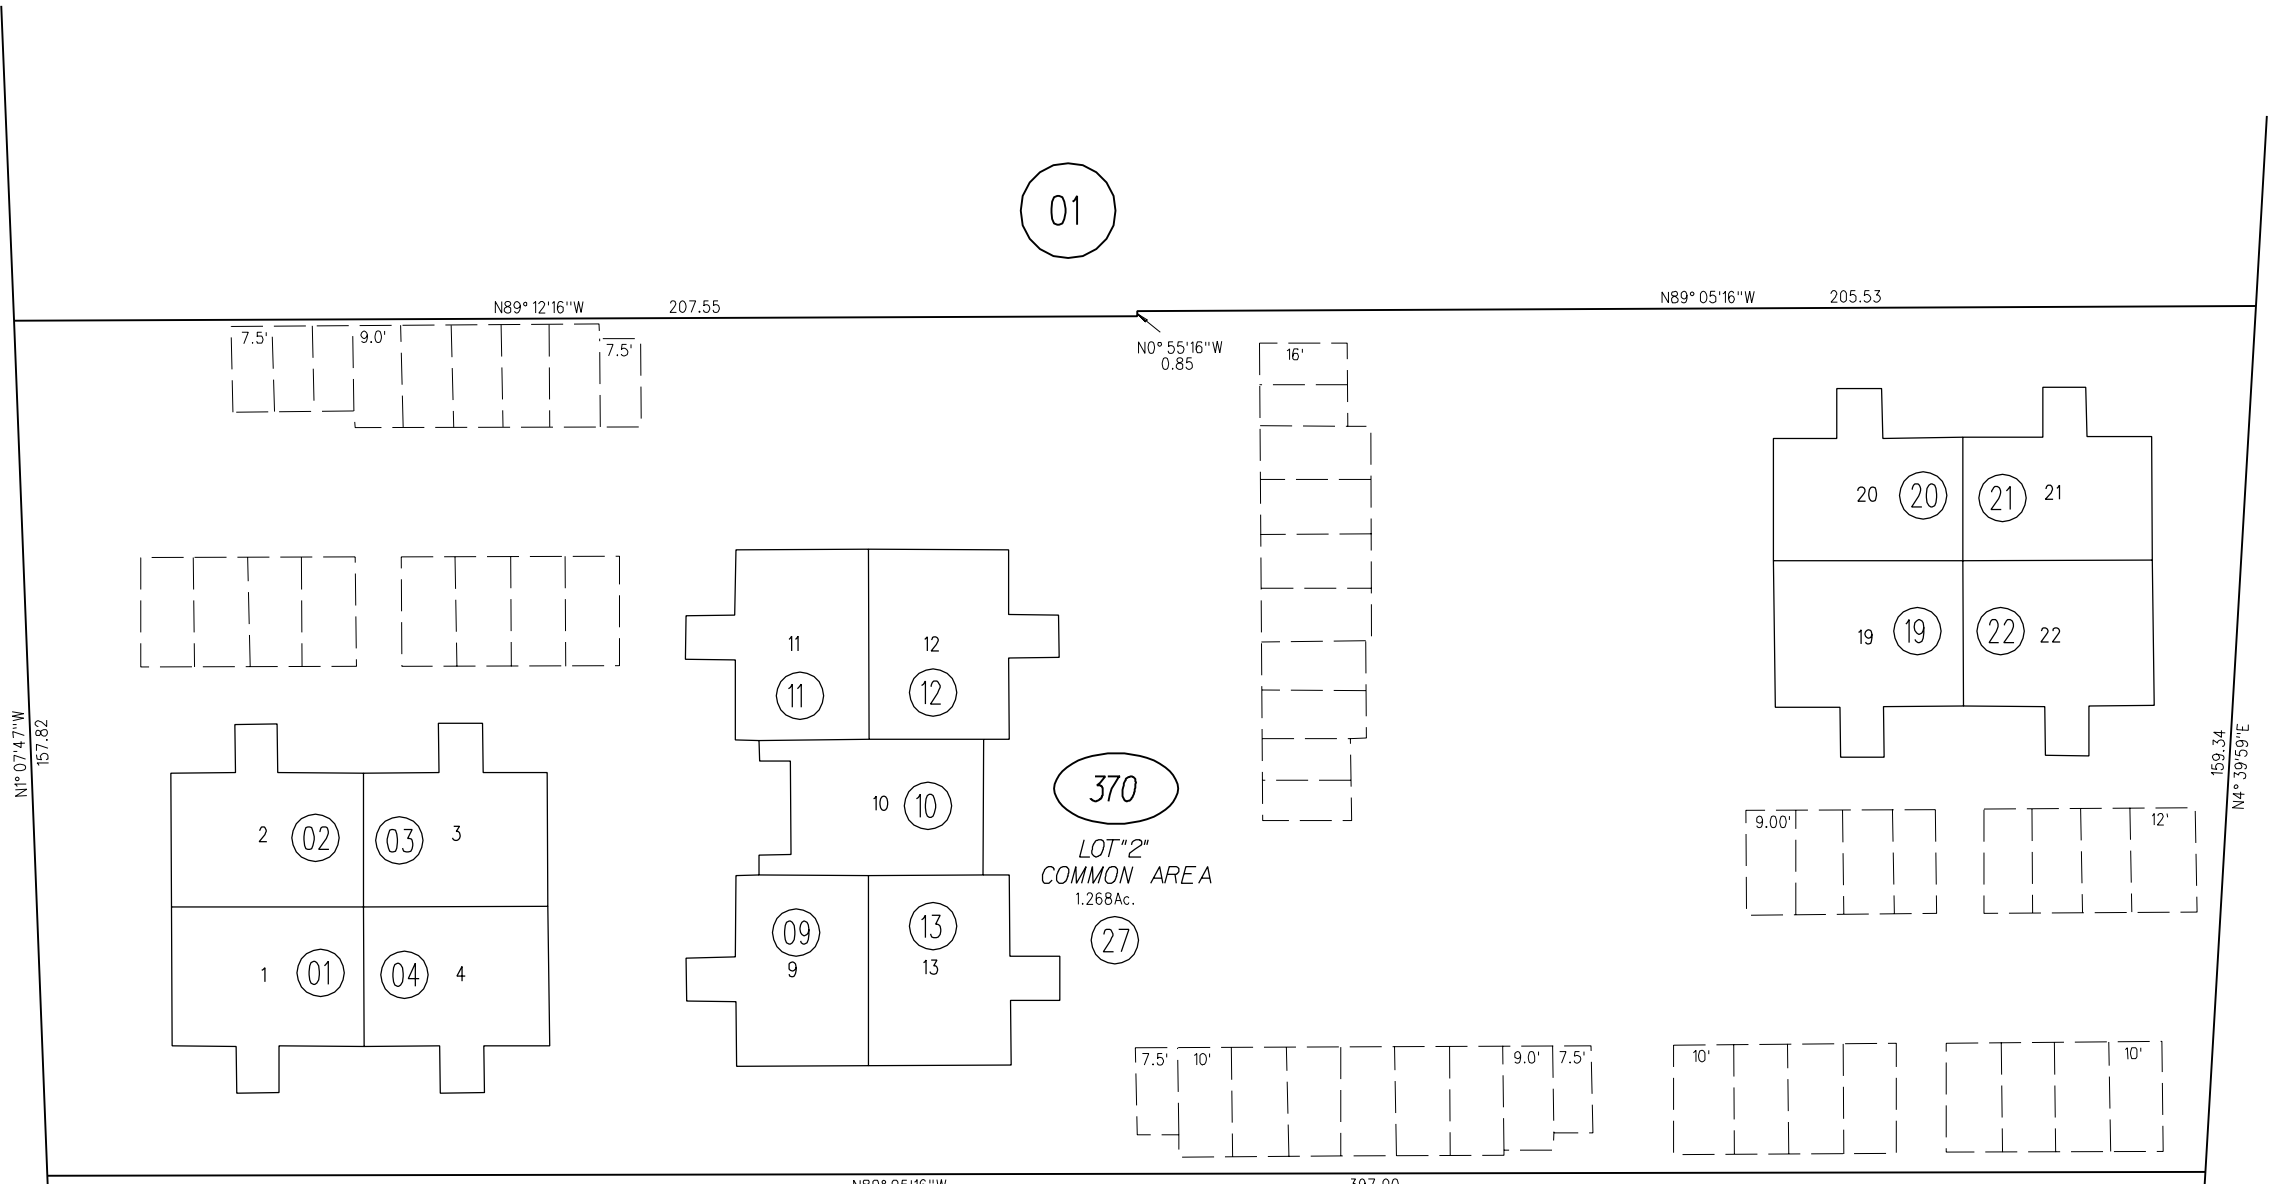 01
N89° 12'16"W 207.55
N89° 05'16"W 205.53
7.5' 9.0' 7.5'
N0° 55'16"W
0.85
16'
20 20 21 21
19 19 22 22
11 12
11 12
N1° 07'47"W
157.82
159.34
N4° 39'59"E
2 02 03 3
10 10
370
LOT"2"
COMMON AREA
1.268Ac.
27
9.00' 12'
09 13
9 13
1 01 04 4
7.5' 10' 9.0' 7.5' 10' 10'